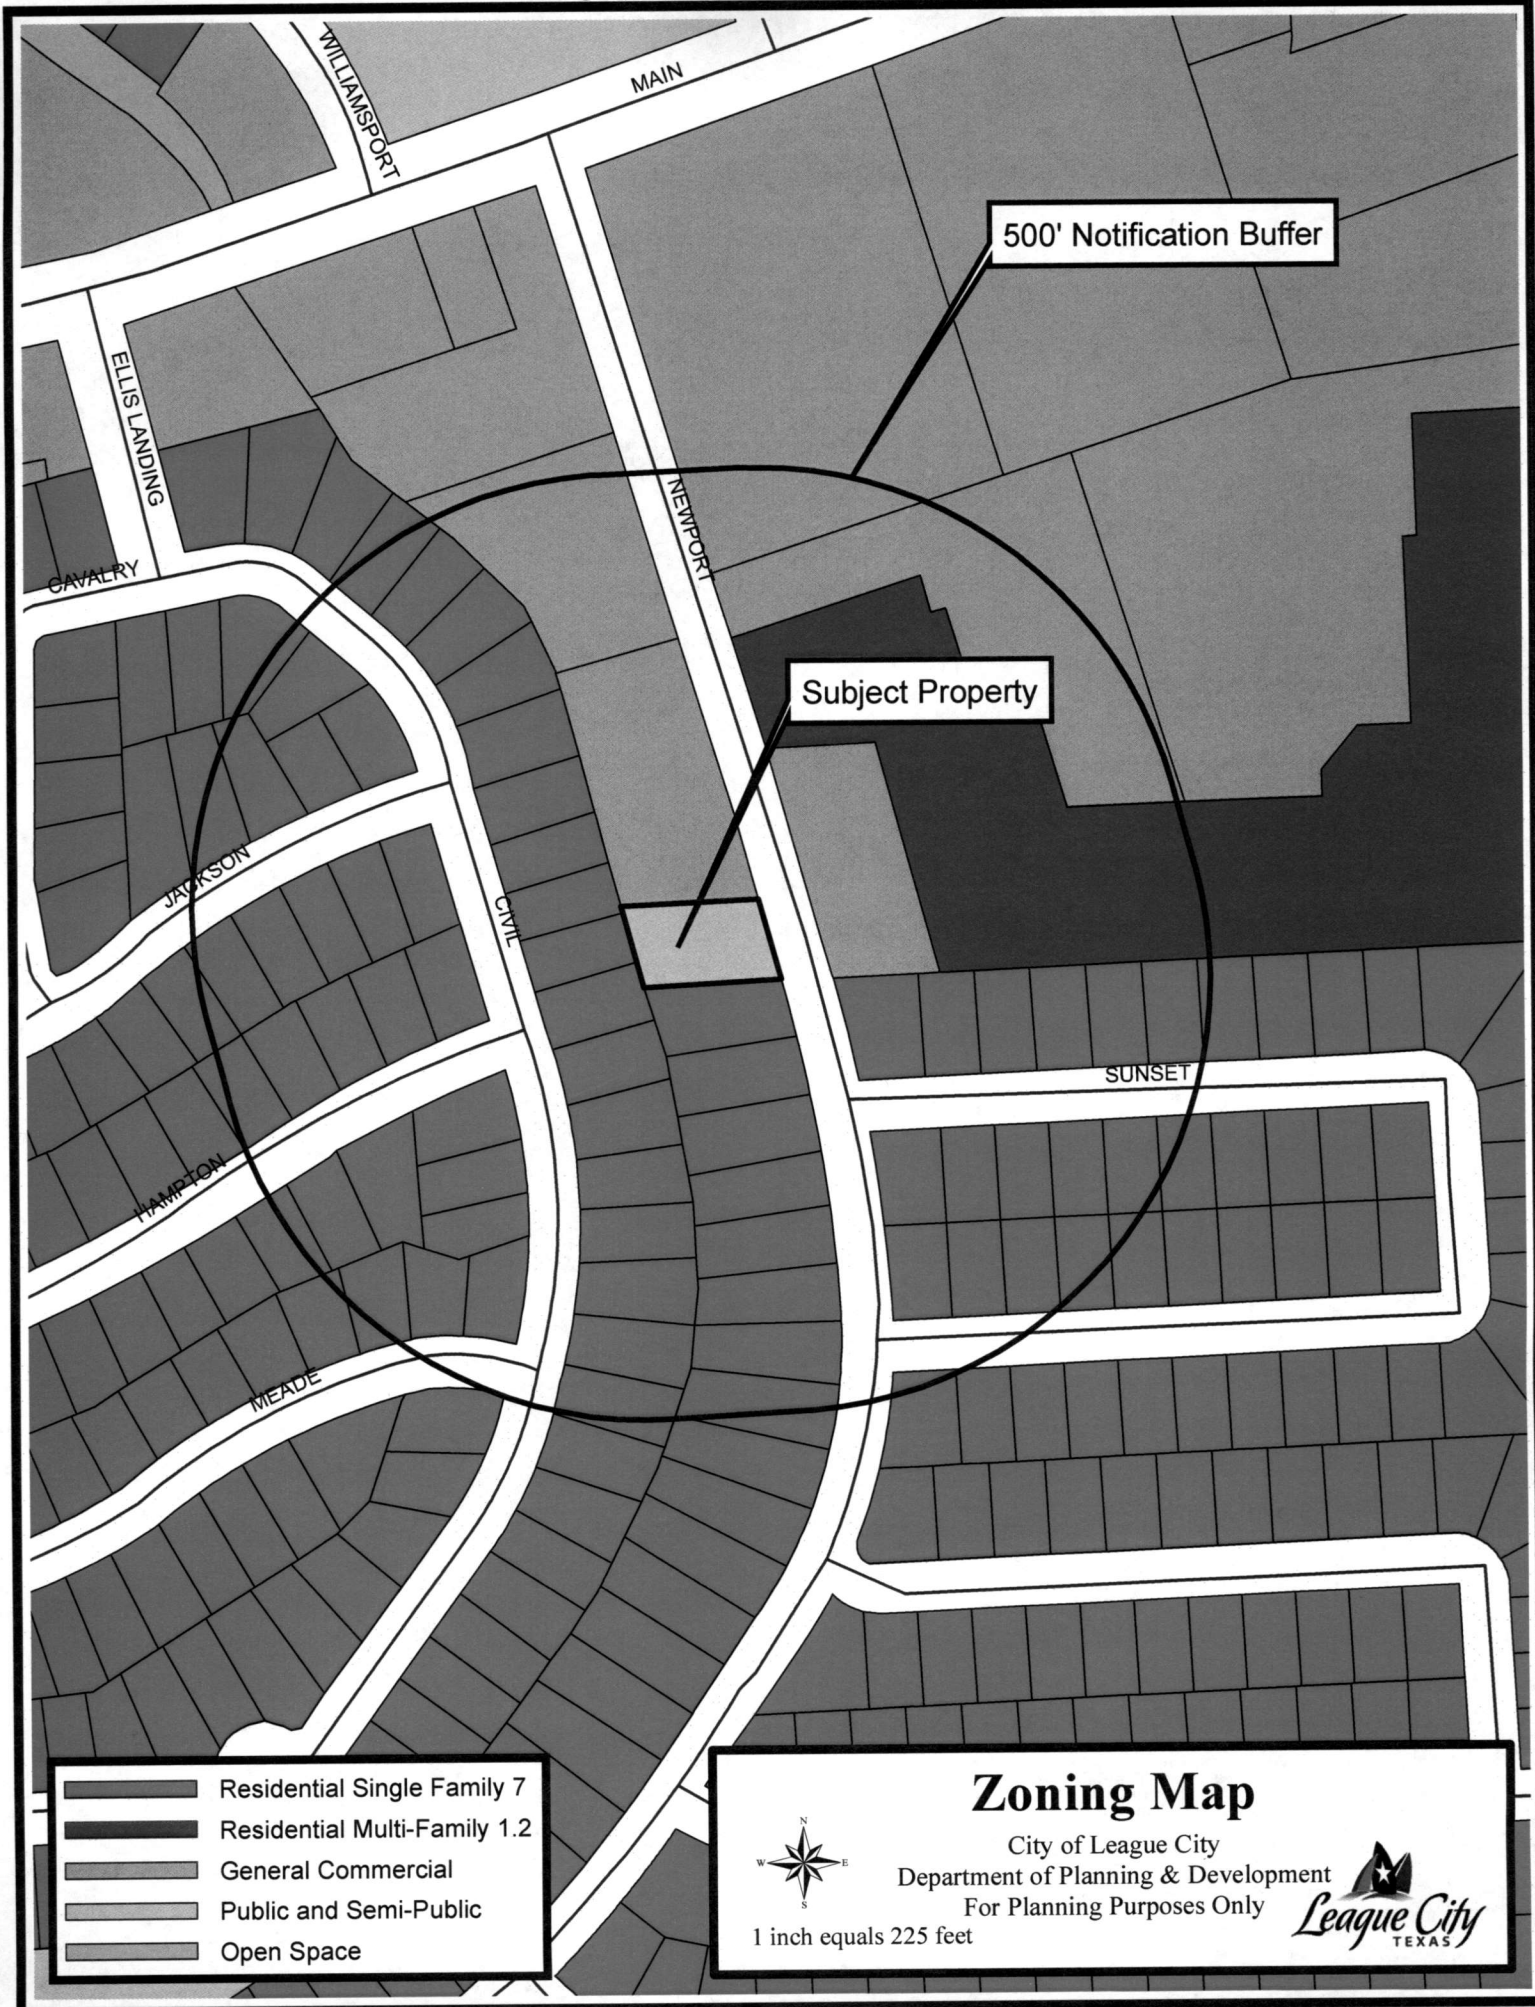 WILLIAMSPORT
MAIN
500' Notification Buffer
ELLIS LANDING
NEWPORT
CAVALRY
Subject Property
JACKSON
CIVIL
SUNSET
HAMPTON
MEADE
Residential Single Family 7
Residential Multi-Family 1.2
General Commercial
Public and Semi-Public
Open Space
Zoning Map
N
W E
S
City of League City
Department of Planning & Development
For Planning Purposes Only
1 inch equals 225 feet
League City
TEXAS